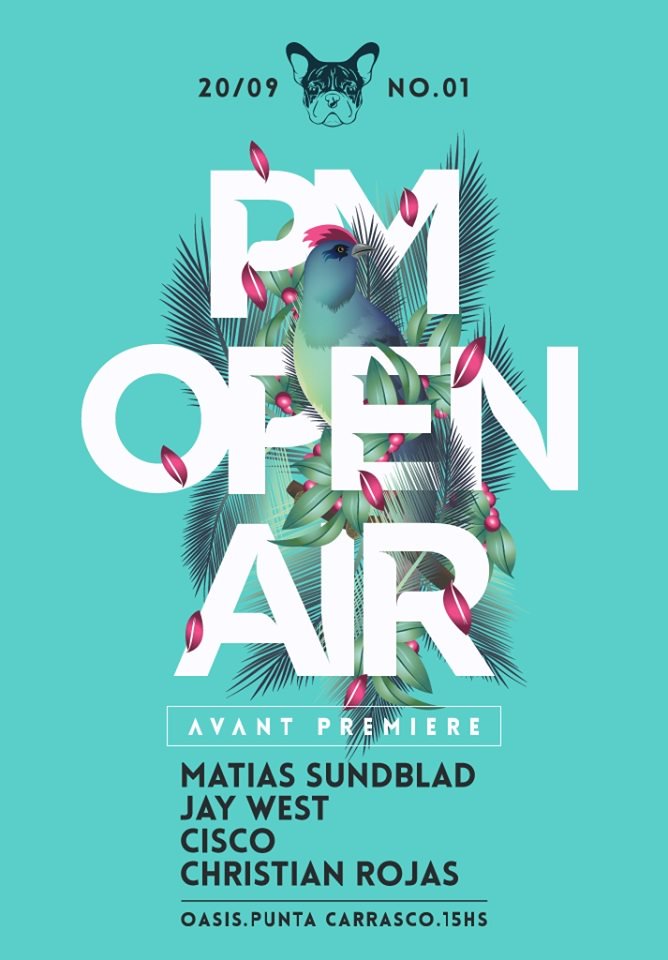 20/09 NO.01
PM
OPEN
AIR
AVANT PREMIERE
MATIAS SUNDBLAD
JAY WEST
CISCO
CHRISTIAN ROJAS
OASIS.PUNTA CARRASCO.15HS